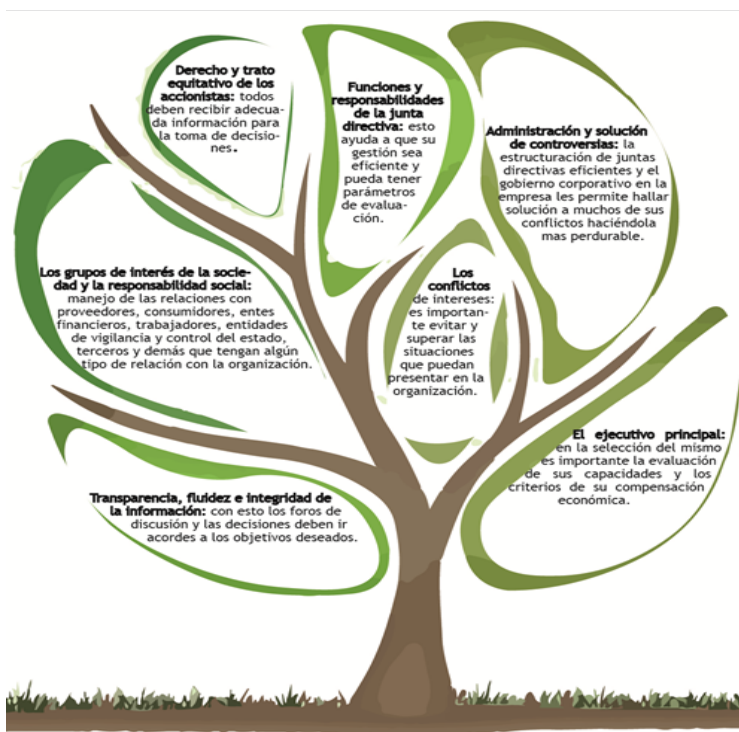 Derecho y trato
equitativo de los
accionistas: todos
deben recibir adecua-
da información para
la toma de decisio-
nes.
Funciones y
responsabilidades
de la junta
directiva: esto
ayuda a que su
gestión sea
eficiente y
pueda tener
parámetros
de evalua-
ción.
Administración y solución
de controversias: la
estructuración de juntas
directivas eficientes y el
gobierno corporativo en la
empresa les permite hallar
solución a muchos de sus
conflictos haciéndola
mas perdurable.
Los grupos de interés de la socie-
dad y la responsabilidad social:
manejo de las relaciones con
proveedores, consumidores, entes
financieros, trabajadores, entidades
de vigilancia y control del estado,
terceros y demás que tengan algún
tipo de relación con la organización.
Los
conflictos
de intereses:
es importan-
te evitar y
superar las
situaciones
que puedan
presentar en la
organización.
El ejecutivo principal:
en la selección del mismo
es importante la evaluación
de sus capacidades y los
criterios de su compensación
económica.
Transparencia, fluidez e integridad de
la información: con esto los foros de
discusión y las decisiones deben ir
acordes a los objetivos deseados.